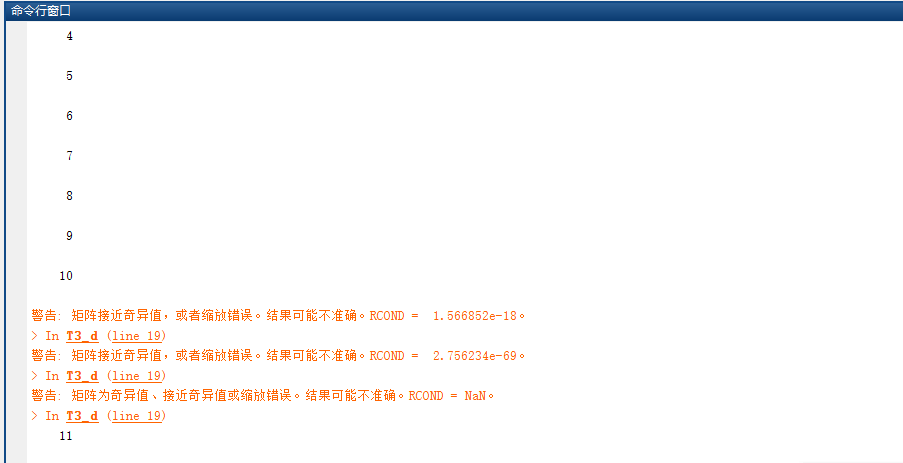 命令行窗口
4
5
6
7
8
9
10
警告: 矩阵接近奇异值，或者缩放错误。结果可能不准确。RCOND =  1.566852e-18。
> In T3_d (line 19)
警告: 矩阵接近奇异值，或者缩放错误。结果可能不准确。RCOND =  2.756234e-69。
> In T3_d (line 19)
警告: 矩阵为奇异值、接近奇异值或缩放错误。结果可能不准确。RCOND = NaN。
> In T3_d (line 19)
11